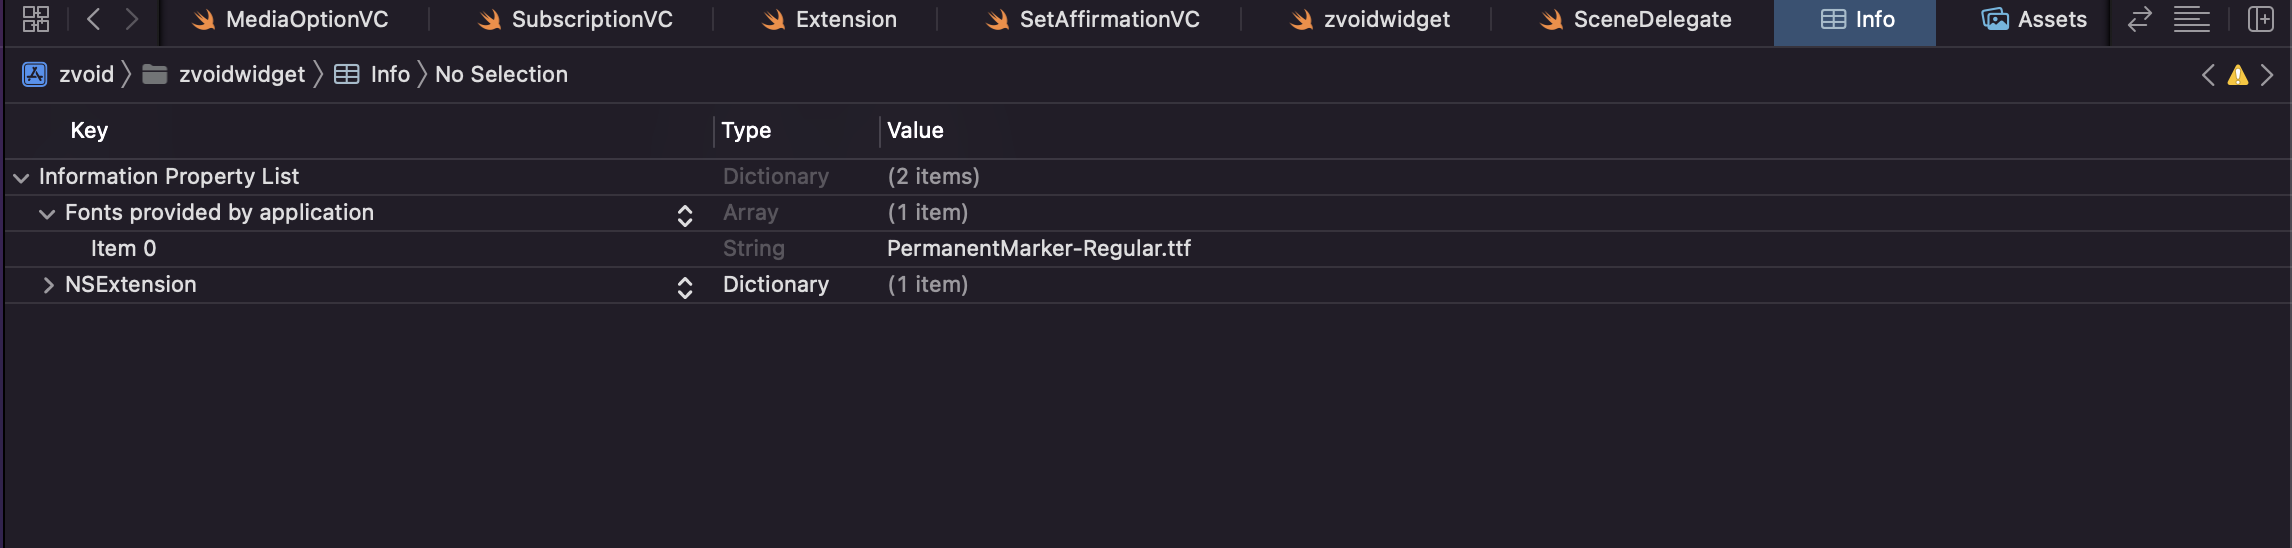 MediaOptionVC SubscriptionVC Extension SetAffirmationVC zvoidwidget SceneDelegate Info Assets
zvoid zvoidwidget Info No Selection
Key Type Value
Information Property List Dictionary (2 items)
Fonts provided by application Array (1 item)
Item 0 String PermanentMarker-Regular.ttf
NSExtension Dictionary (1 item)